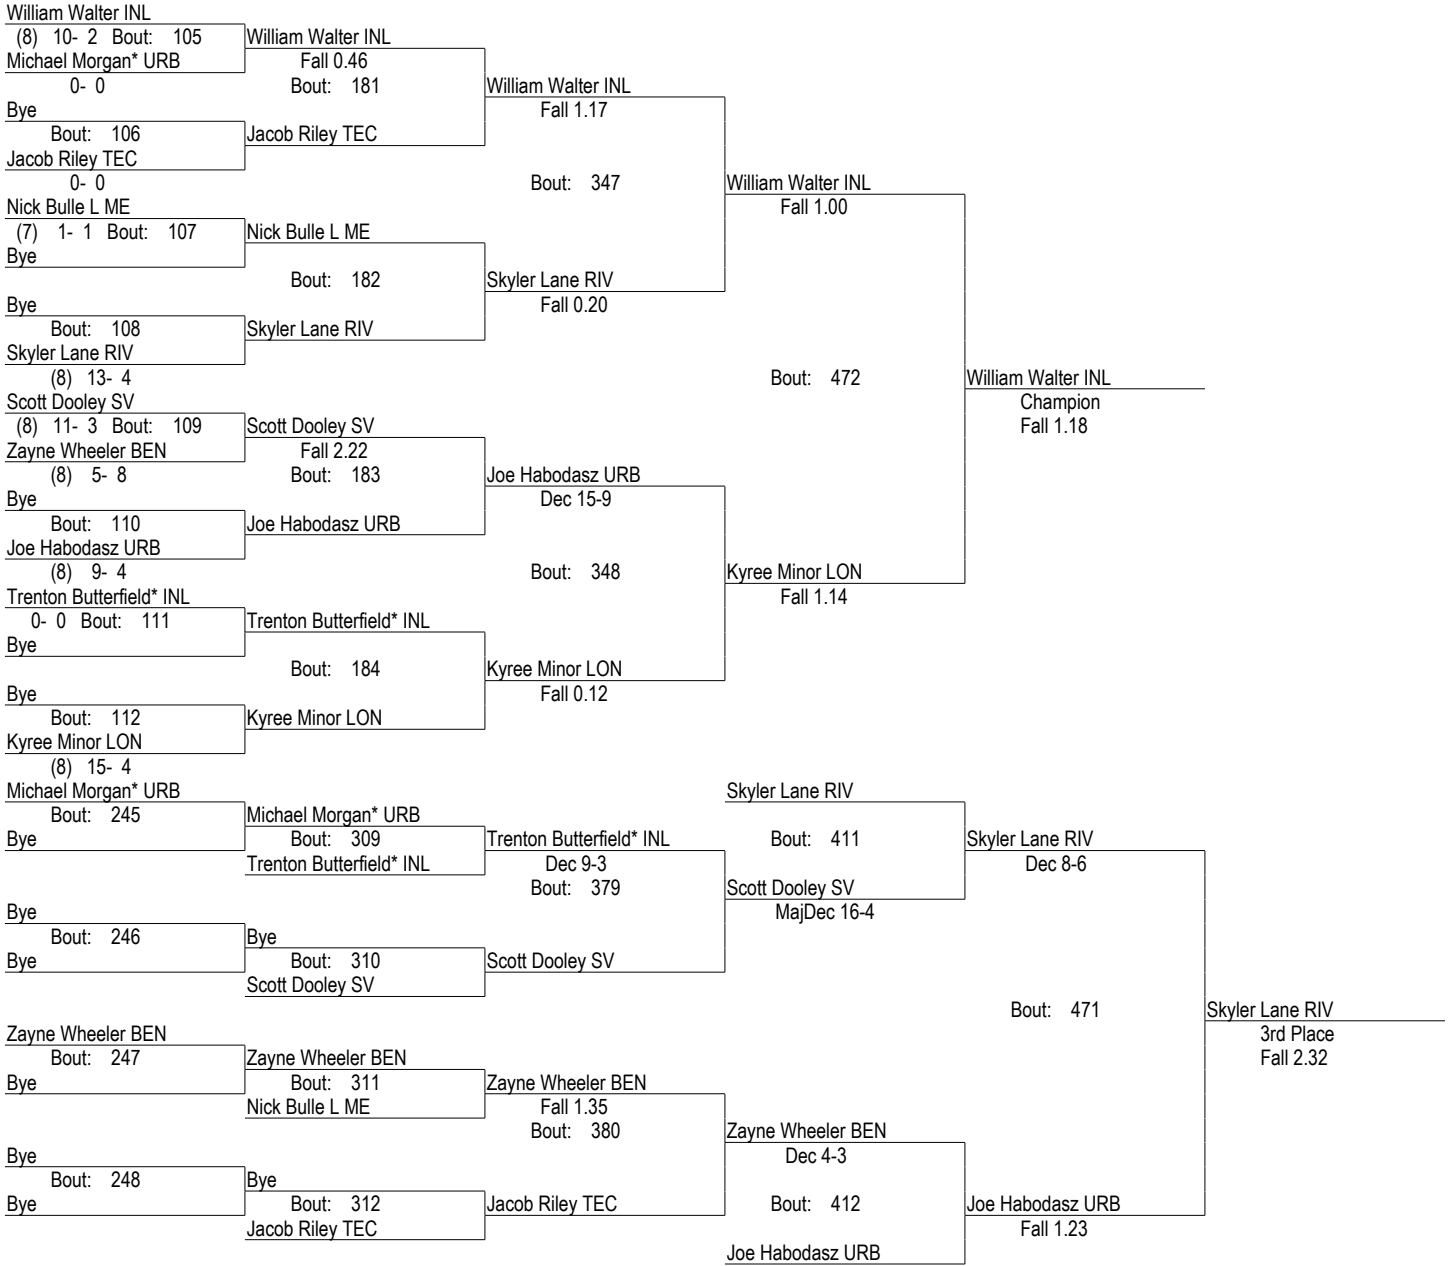 William Walter INL
(8) 10- 2 Bout: 105
William Walter INL
Michael Morgan* URB
Fall 0.46
0- 0
Bout: 181
William Walter INL
Bye
Fall 1.17
Bout: 106
Jacob Riley TEC
Jacob Riley TEC
0- 0
Bout: 347
William Walter INL
Nick Bulle L ME
Fall 1.00
(7) 1- 1 Bout: 107
Nick Bulle L ME
Bye
Bout: 182
Skyler Lane RIV
Bye
Fall 0.20
Bout: 108
Skyler Lane RIV
Skyler Lane RIV
(8) 13- 4
Bout: 472
William Walter INL
Scott Dooley SV
Champion
(8) 11- 3 Bout: 109
Scott Dooley SV
Fall 1.18
Zayne Wheeler BEN
Fall 2.22
(8) 5- 8
Bout: 183
Joe Habodasz URB
Bye
Dec 15-9
Bout: 110
Joe Habodasz URB
Joe Habodasz URB
(8) 9- 4
Bout: 348
Kyree Minor LON
Trenton Butterfield* INL
Fall 1.14
0- 0 Bout: 111
Trenton Butterfield* INL
Bye
Bout: 184
Kyree Minor LON
Bye
Fall 0.12
Bout: 112
Kyree Minor LON
Kyree Minor LON
(8) 15- 4
Michael Morgan* URB
Skyler Lane RIV
Bout: 245
Michael Morgan* URB
Bye
Bout: 309
Trenton Butterfield* INL
Bout: 411
Skyler Lane RIV
Trenton Butterfield* INL
Dec 9-3
Dec 8-6
Bout: 379
Scott Dooley SV
Bye
MajDec 16-4
Bout: 246
Bye
Bye
Bout: 310
Scott Dooley SV
Scott Dooley SV
Bout: 471
Skyler Lane RIV
Zayne Wheeler BEN
3rd Place
Bout: 247
Zayne Wheeler BEN
Fall 2.32
Bye
Bout: 311
Zayne Wheeler BEN
Nick Bulle L ME
Fall 1.35
Bout: 380
Zayne Wheeler BEN
Bye
Dec 4-3
Bout: 248
Bye
Bye
Bout: 312
Jacob Riley TEC
Bout: 412
Joe Habodasz URB
Jacob Riley TEC
Fall 1.23
Joe Habodasz URB